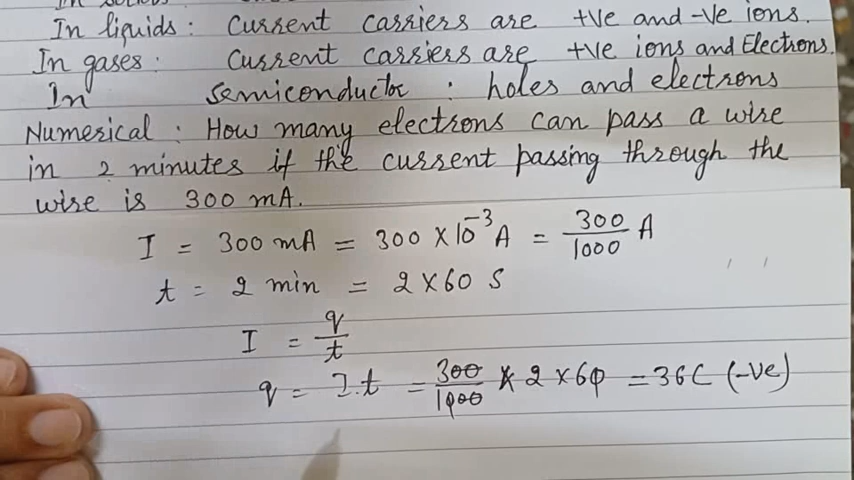 In liquids: Current carriers are +ve and -ve ions.
In gases: Current carriers are +ve ions and Electrons.
In semiconductor: holes and electrons
Numerical: How many electrons can pass a wire
in 2 minutes if the current passing through the
wire is 300 mA.
I = 300 mA = 300 × 10⁻³ A = 300/1000 A
t = 2 min = 2 × 60 S
I = q/t
q = I.t = 300/1000 × 2 × 60 = 36C (-ve)